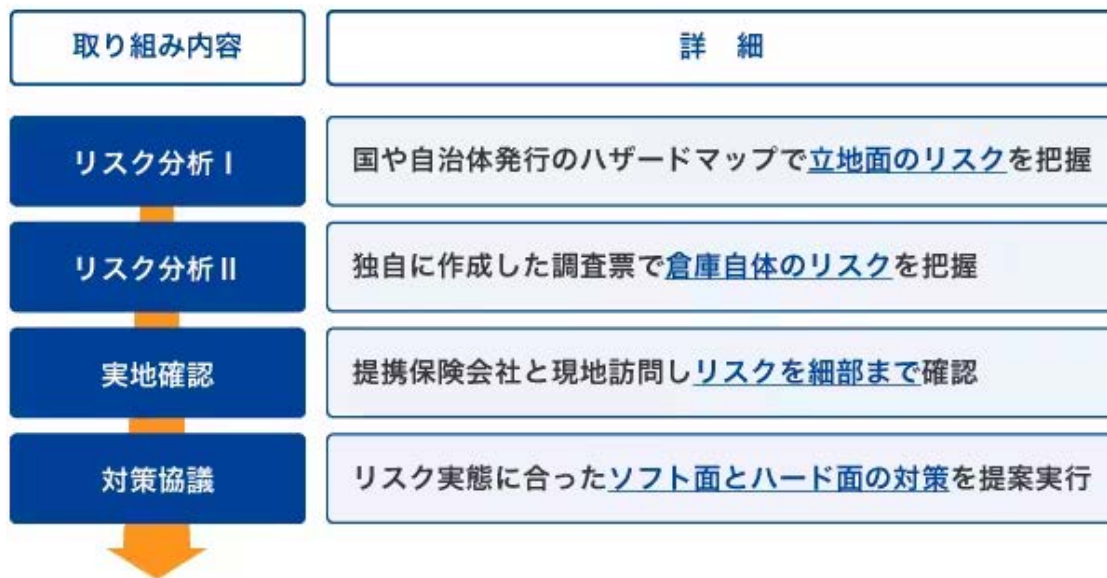 取り組み内容
詳 細
リスク分析Ⅰ
国や自治体発行のハザードマップで立地面のリスクを把握
リスク分析Ⅱ
独自に作成した調査票で倉庫自体のリスクを把握
実地確認
提携保険会社と現地訪問しリスクを細部まで確認
対策協議
リスク実態に合ったソフト面とハード面の対策を提案実行